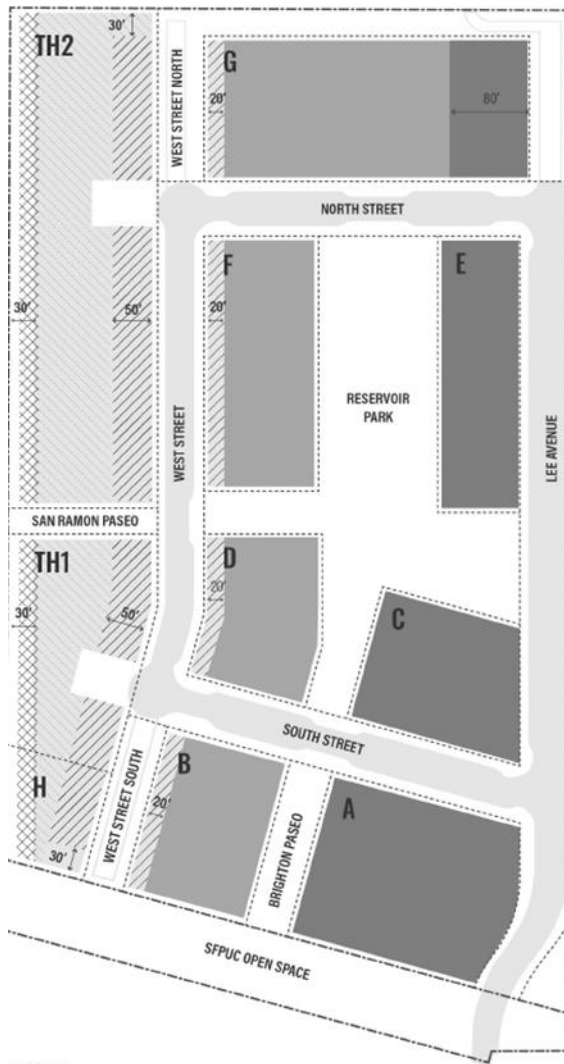 30'
TH2
G
WEST STREET NORTH
20'
80'
NORTH STREET
F
E
30'
50'
20'
RESERVOIR
PARK
WEST STREET
LEE AVENUE
SAN RAMON PASEO
TH1
D
20'
30'
50'
C
SOUTH STREET
B
H
WEST STREET SOUTH
20'
A
BRIGHTON PASEO
30'
SFPUC OPEN SPACE